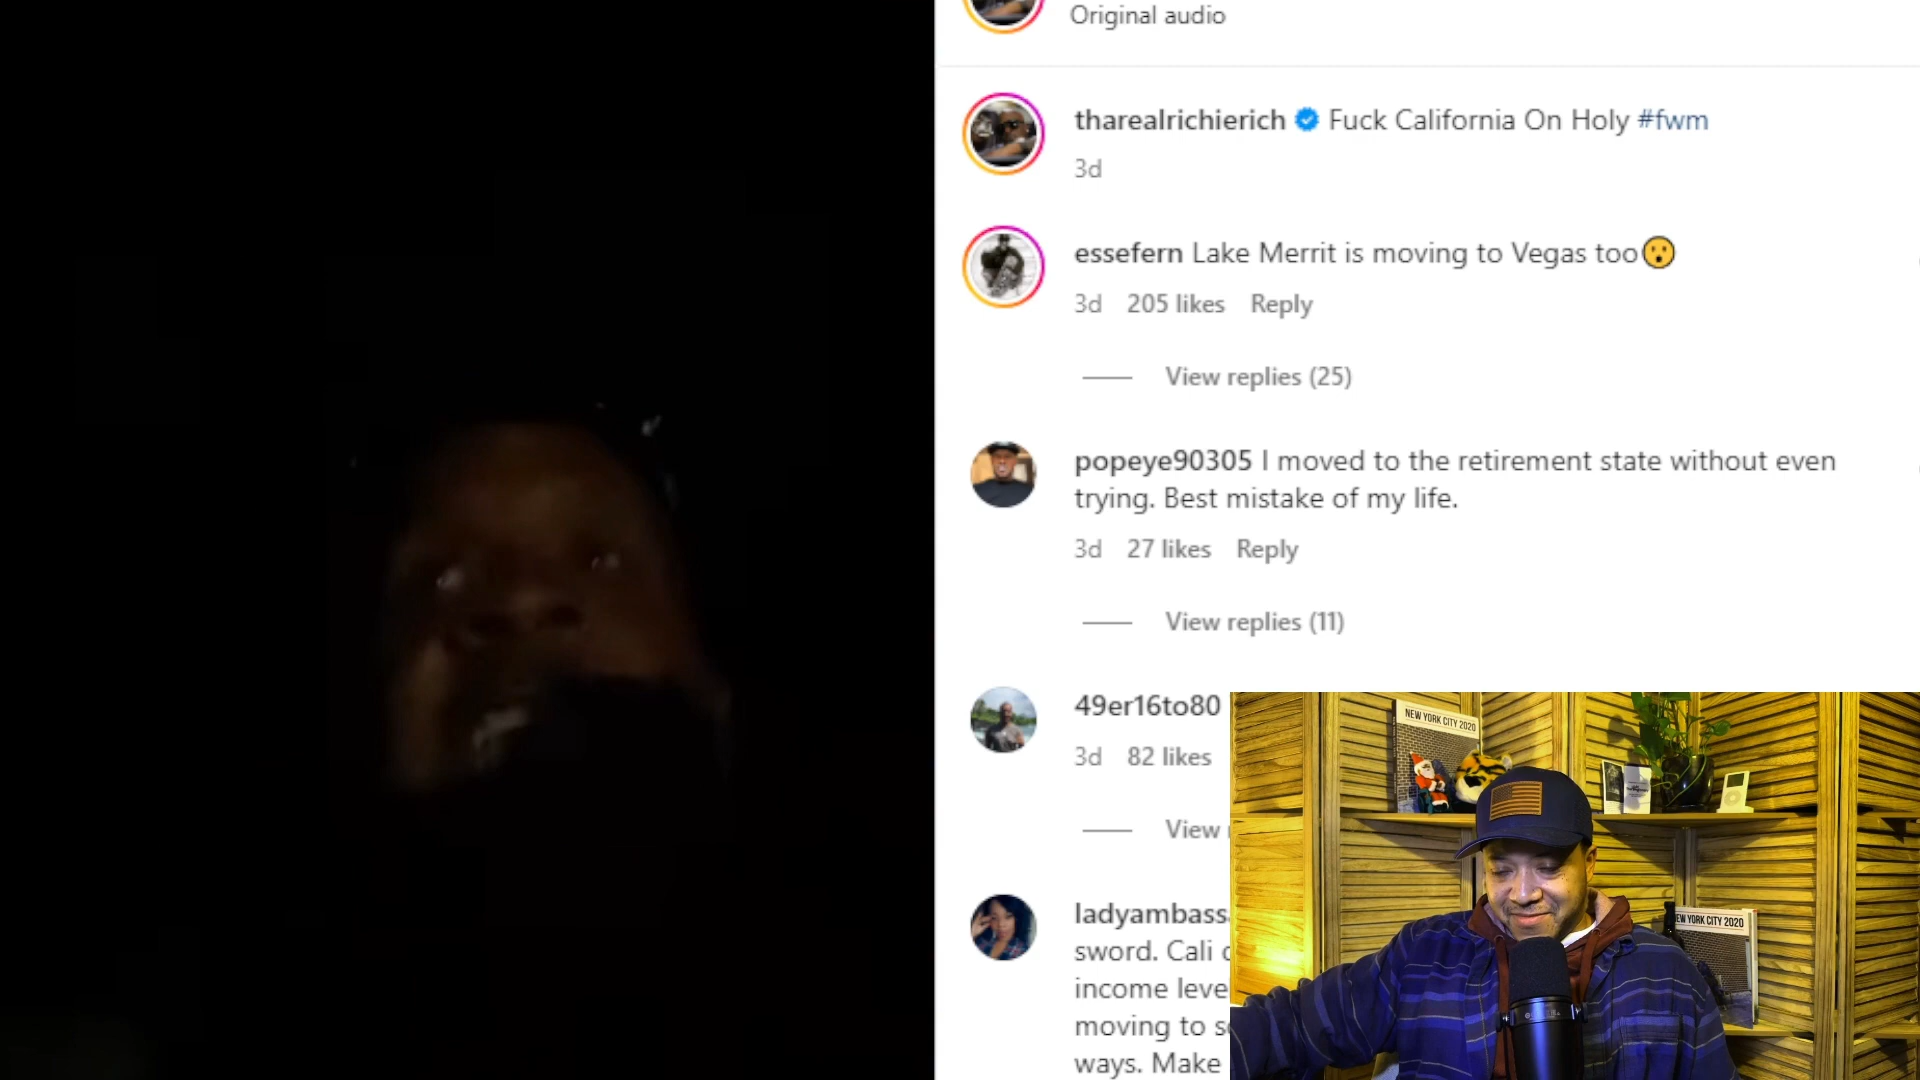 Original audio
tharealrichierich Fuck California On Holy #fwm
3d
essefern Lake Merrit is moving to Vegas too😮
3d 205 likes Reply
View replies (25)
popeye90305 I moved to the retirement state without even
trying. Best mistake of my life.
3d 27 likes Reply
View replies (11)
49er16to80
3d 82 likes
View
ladyambass
sword. Cali
income leve
moving to s
ways. Make
NEW YORK CITY 2020
NEW YORK CITY 2020